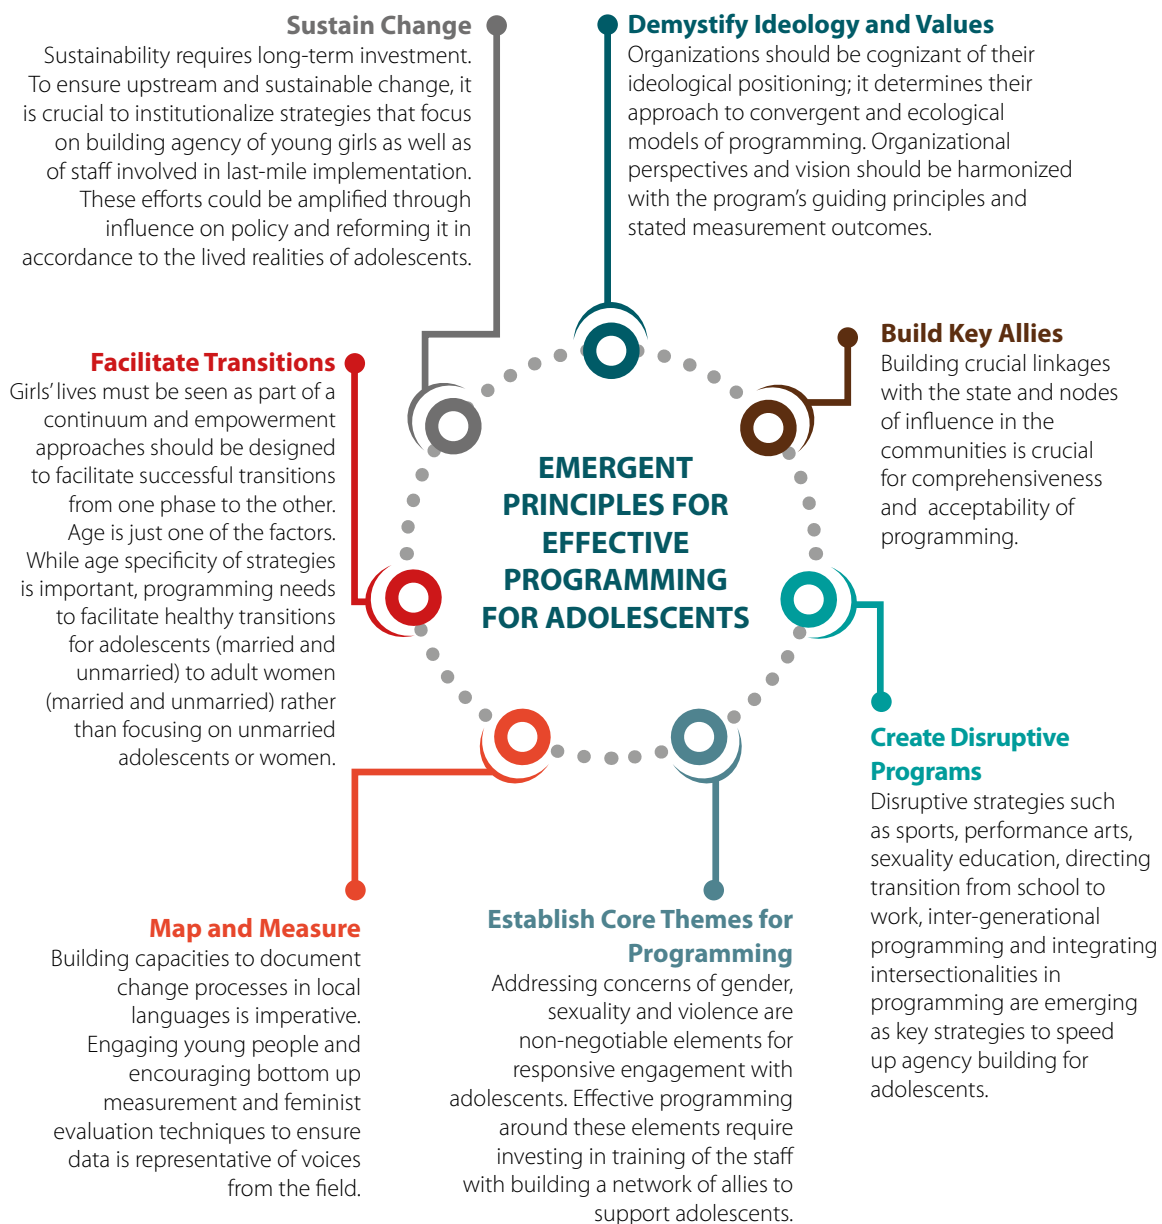 Sustain Change
Sustainability requires long-term investment.
To ensure upstream and sustainable change, it
is crucial to institutionalize strategies that focus
on building agency of young girls as well as
of staff involved in last-mile implementation.
These efforts could be amplified through
influence on policy and reforming it in
accordance to the lived realities of adolescents.
Demystify Ideology and Values
Organizations should be cognizant of their
ideological positioning; it determines their
approach to convergent and ecological
models of programming. Organizational
perspectives and vision should be harmonized
with the program's guiding principles and
stated measurement outcomes.
Build Key Allies
Building crucial linkages
with the state and nodes
of influence in the
communities is crucial
for comprehensiveness
and acceptability of
programming.
Facilitate Transitions
Girls' lives must be seen as part of a
continuum and empowerment
approaches should be designed
to facilitate successful transitions
from one phase to the other.
Age is just one of the factors.
While age specificity of strategies
is important, programming needs
to facilitate healthy transitions
for adolescents (married and
unmarried) to adult women
(married and unmarried) rather
than focusing on unmarried
adolescents or women.
EMERGENT
PRINCIPLES FOR
EFFECTIVE
PROGRAMMING
FOR ADOLESCENTS
Create Disruptive
Programs
Disruptive strategies such
as sports, performance arts,
sexuality education, directing
transition from school to
work, inter-generational
programming and integrating
intersectionalities in
programming are emerging
as key strategies to speed
up agency building for
adolescents.
Map and Measure
Building capacities to document
change processes in local
languages is imperative.
Engaging young people and
encouraging bottom up
measurement and feminist
evaluation techniques to ensure
data is representative of voices
from the field.
Establish Core Themes for
Programming
Addressing concerns of gender,
sexuality and violence are
non-negotiable elements for
responsive engagement with
adolescents. Effective programming
around these elements require
investing in training of the staff
with building a network of allies to
support adolescents.